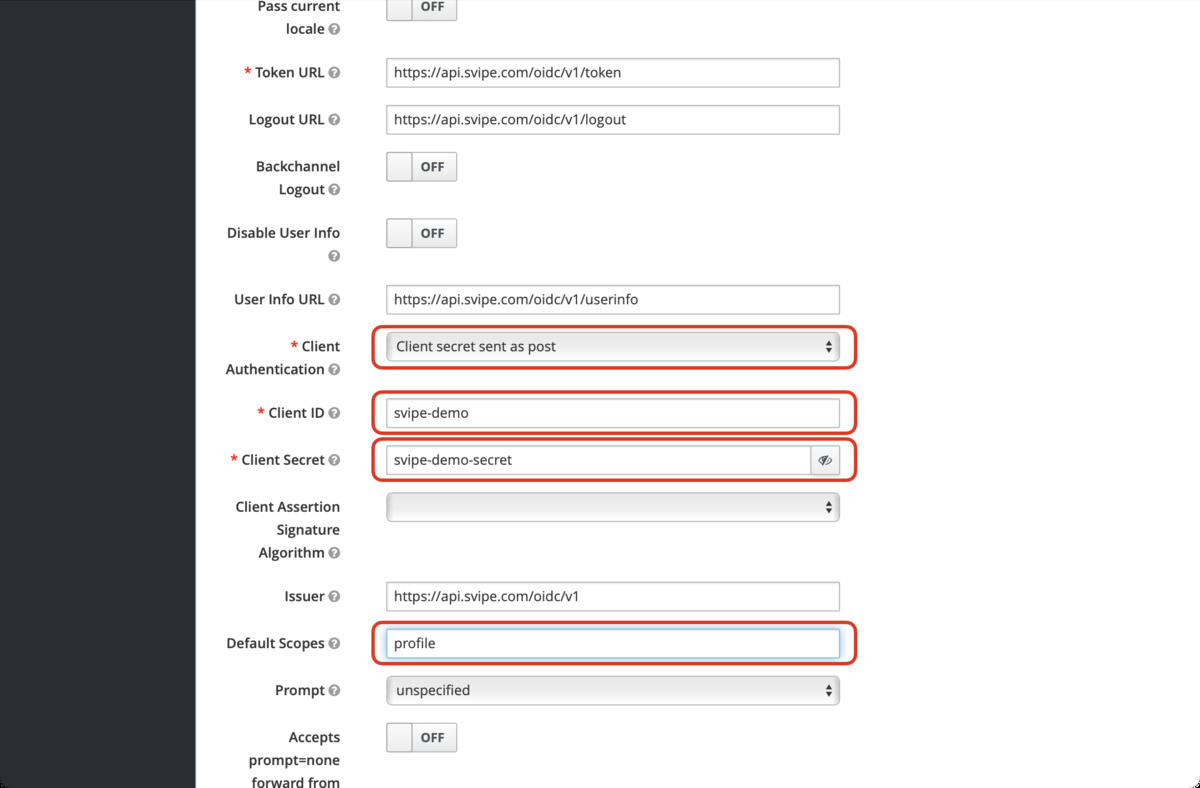 Pass current
locale
OFF
* Token URL
https://api.svipe.com/oidc/v1/token
Logout URL
https://api.svipe.com/oidc/v1/logout
Backchannel
Logout
OFF
Disable User Info
OFF
User Info URL
https://api.svipe.com/oidc/v1/userinfo
* Client
Authentication
Client secret sent as post
* Client ID
svipe-demo
* Client Secret
svipe-demo-secret
Client Assertion
Signature
Algorithm
Issuer
https://api.svipe.com/oidc/v1
Default Scopes
profile
Prompt
unspecified
Accepts
prompt=none
forward from
OFF